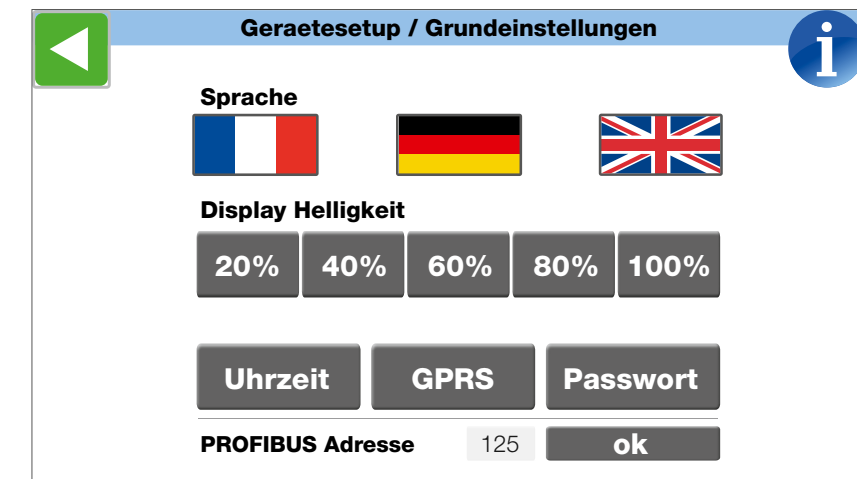 Geraetesetup / Grundeinstellungen
i
Sprache
Display Helligkeit
20% 40% 60% 80% 100%
Uhrzeit GPRS Passwort
PROFIBUS Adresse 125 ok